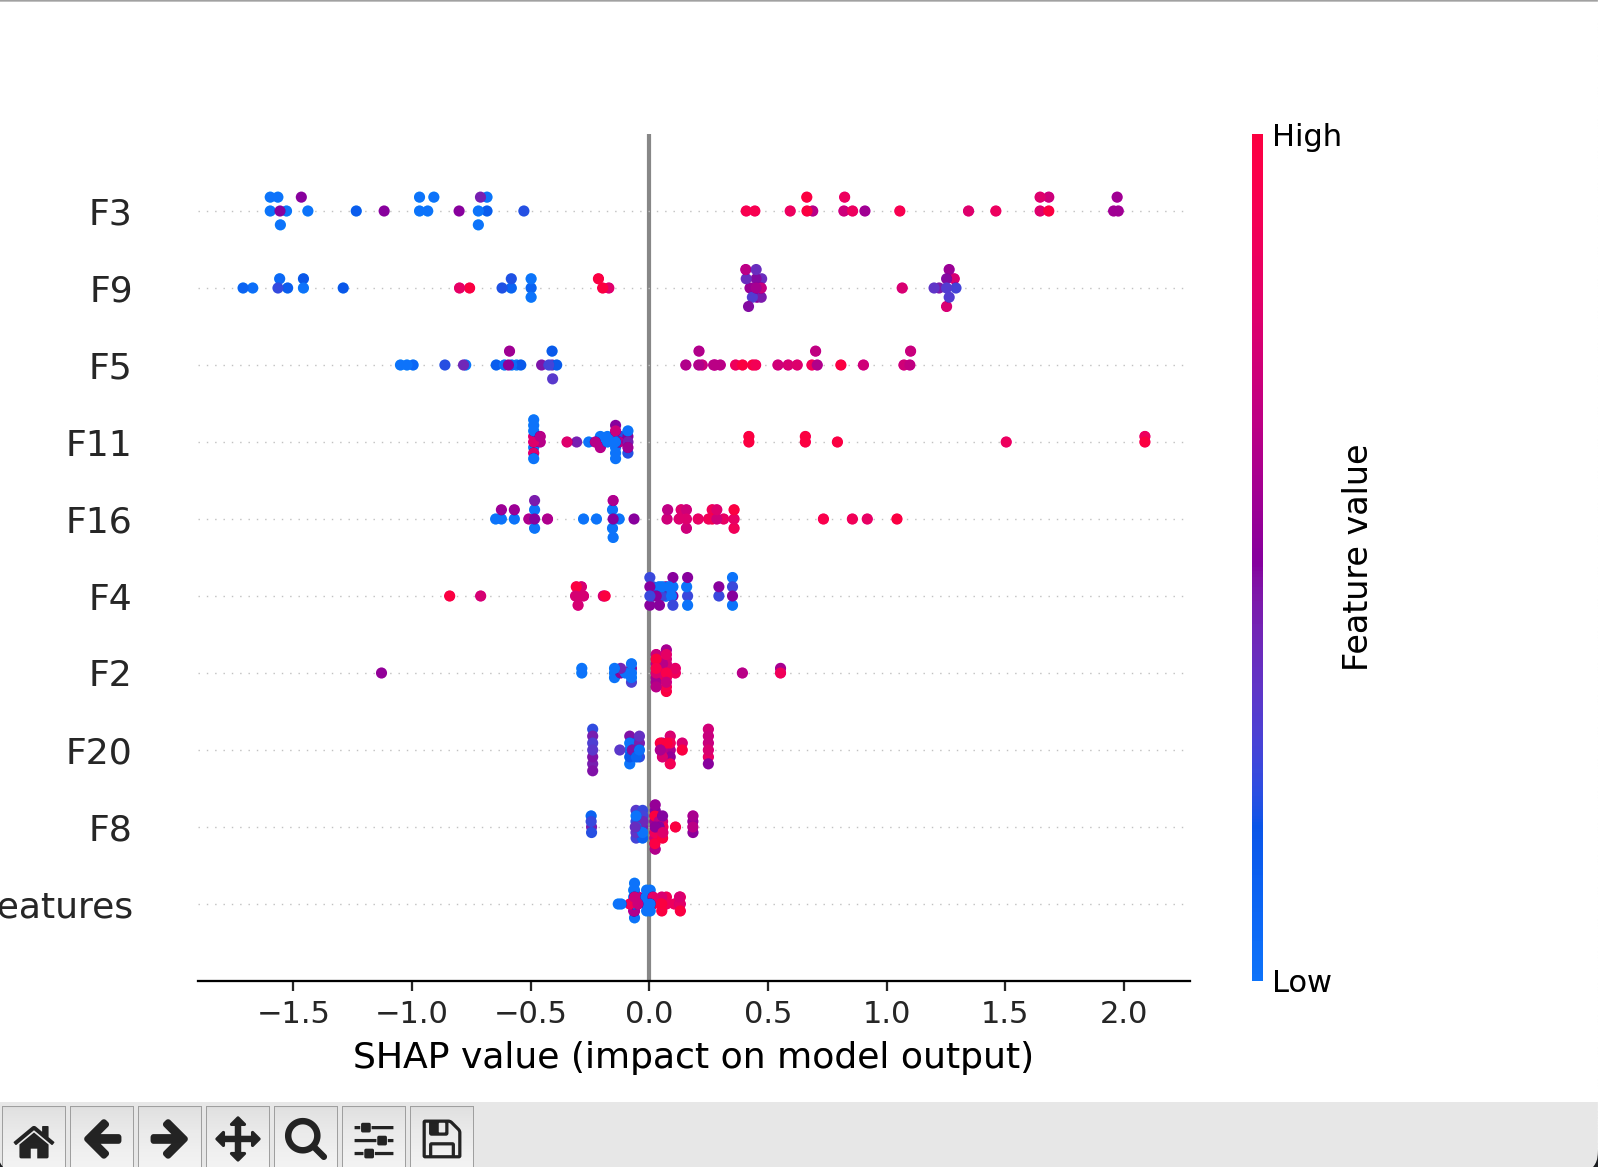 High
F3
F9
F5
F11
F16
F4
F2
F20
F8
eatures
Feature value
Low
−1.5 −1.0 −0.5 0.0 0.5 1.0 1.5 2.0
SHAP value (impact on model output)